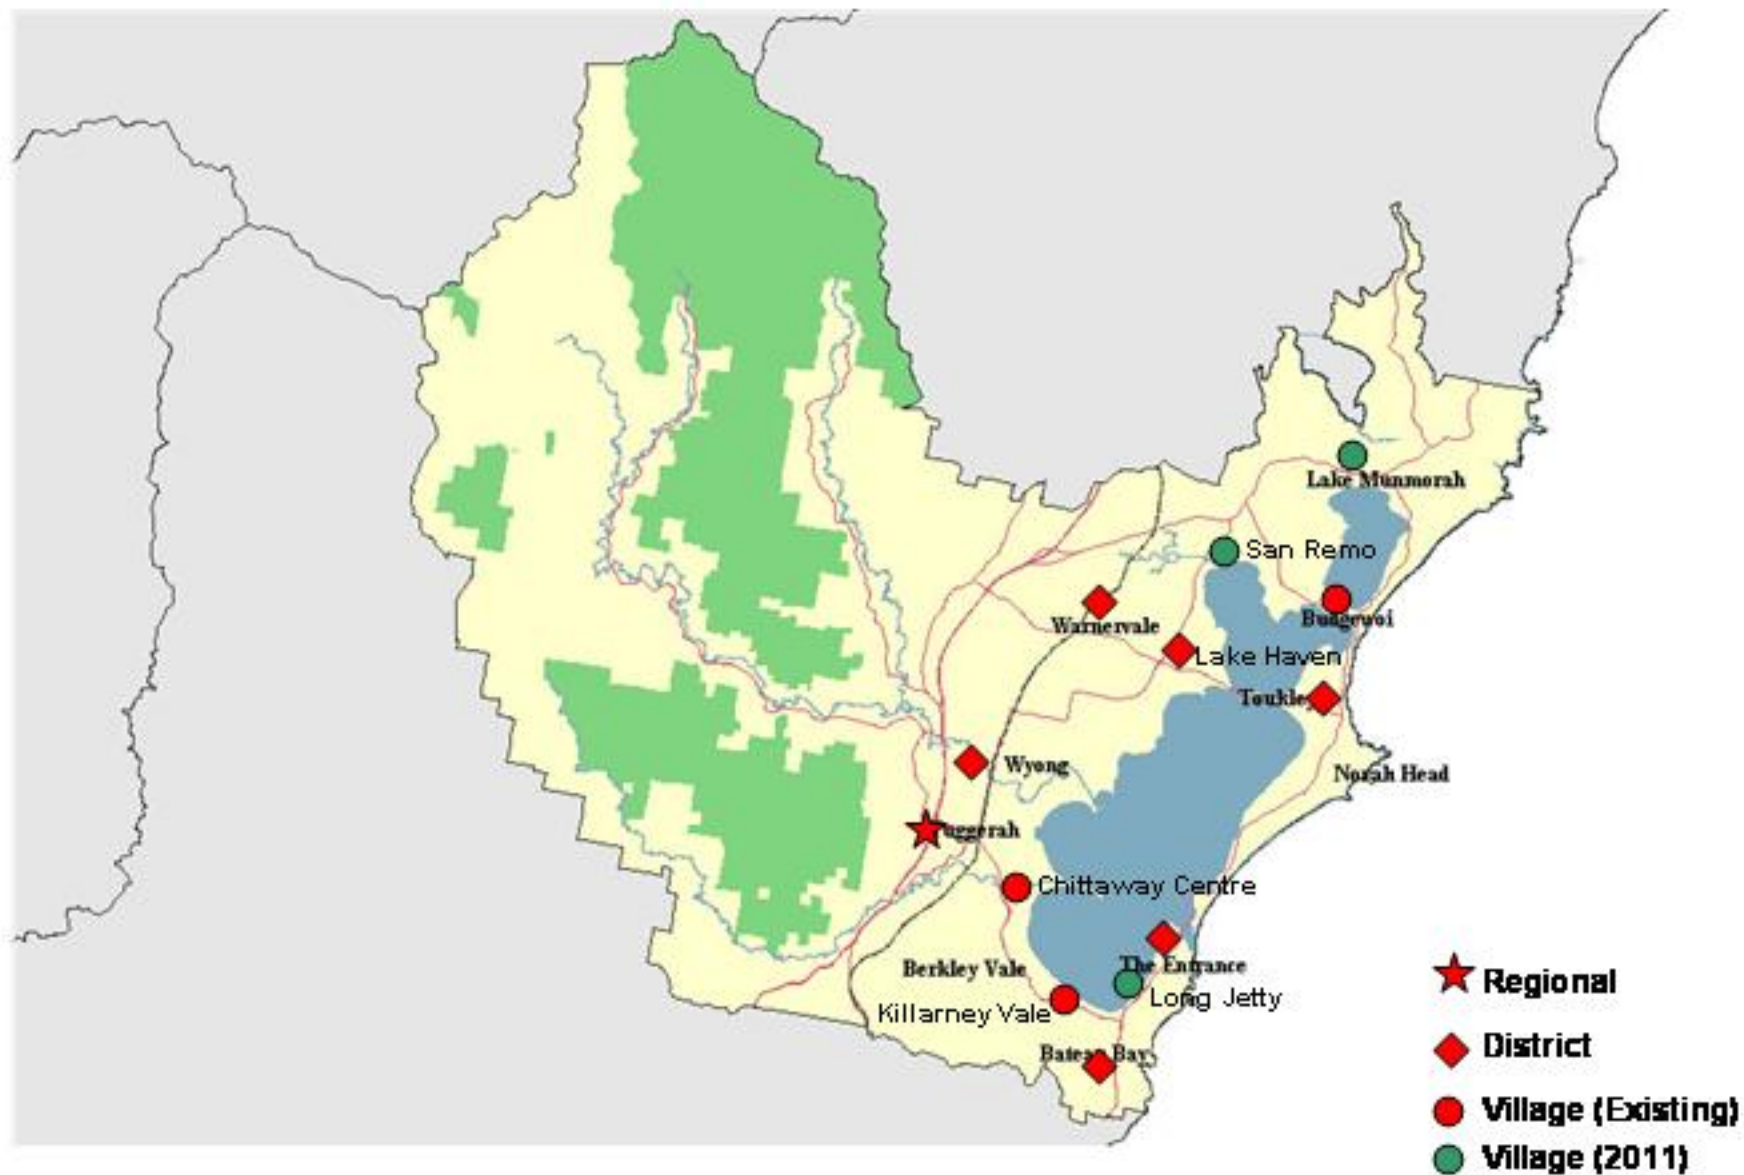 Lake Munmorah
San Remo
Budgewoi
Warnervale
Lake Haven
Toukley
Wyong
Norah Head
Tuggerah
Chittaway Centre
The Entrance
Berkley Vale
Long Jetty
Killarney Vale
Bateau Bay
Regional
District
Village (Existing)
Village (2011)